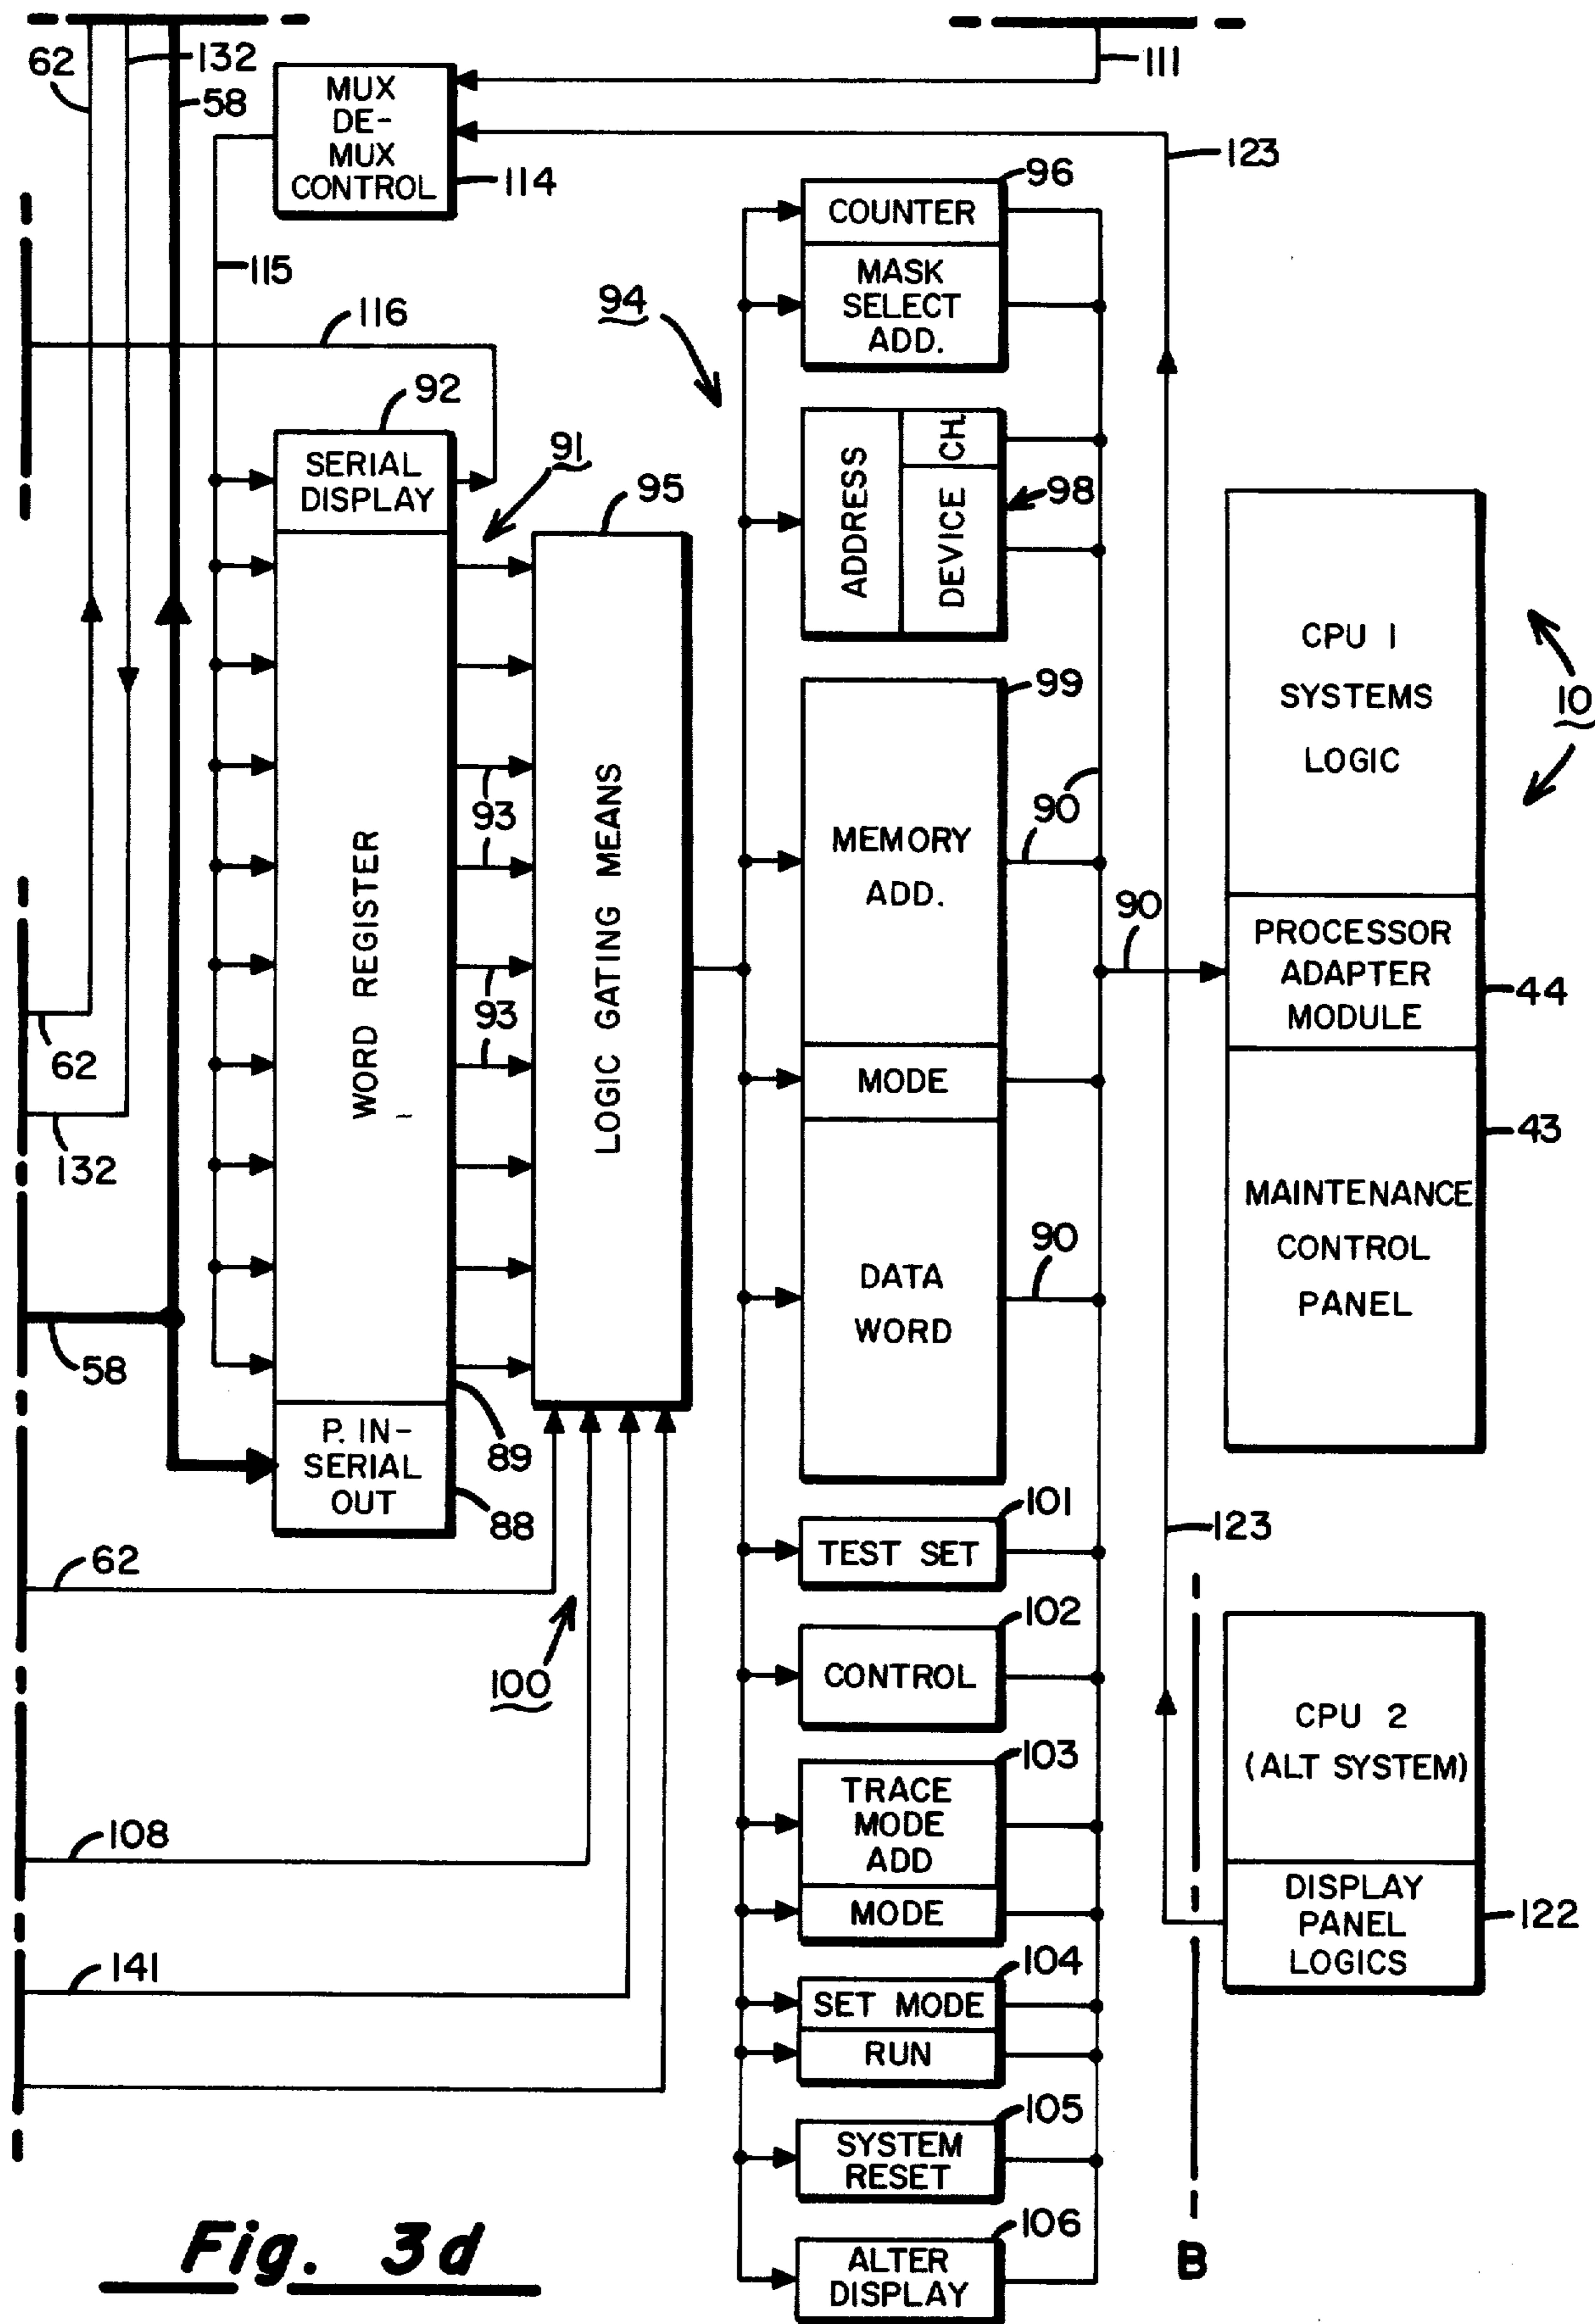 62
132
58
MUX
DE-
MUX
CONTROL
114
111
123
115
116
96
COUNTER
MASK
SELECT
ADD.
94
92
SERIAL
DISPLAY
91
95
ADDRESS
CH.
DEVICE
98
CPU 1
SYSTEMS
LOGIC
10
99
MEMORY
ADD.
90
90
93
93
93
WORD REGISTER
LOGIC GATING MEANS
90
PROCESSOR
ADAPTER
MODULE
44
62
132
MODE
43
MAINTENANCE
CONTROL
PANEL
DATA
WORD
90
58
P. IN-
SERIAL
OUT
89
88
101
TEST SET
123
62
100
102
CONTROL
CPU 2
(ALT SYSTEM)
103
TRACE
MODE
ADD
MODE
108
DISPLAY
PANEL
LOGICS
122
141
104
SET MODE
RUN
105
SYSTEM
RESET
106
ALTER
DISPLAY
B
Fig. 3d